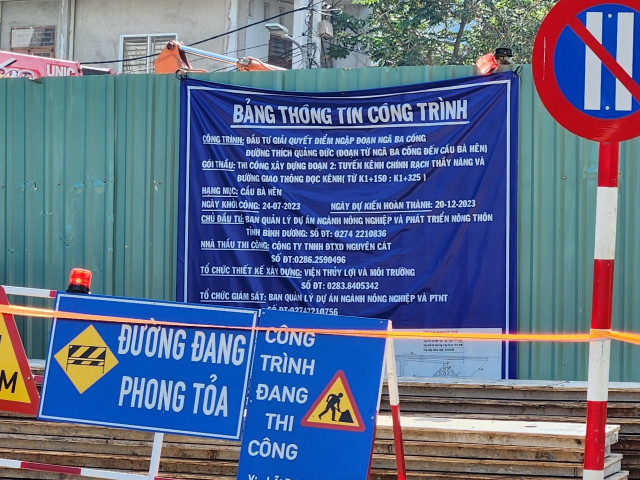 UNIC
BẢNG THÔNG TIN CÔNG TRÌNH
CÔNG TRÌNH: ĐẦU TƯ GIẢI QUYẾT ĐIỂM NGẬP ĐOẠN NGÃ BA CỐNG
ĐƯỜNG THÍCH QUẢNG ĐỨC (ĐOẠN TỪ NGÃ BA CỐNG ĐẾN CẦU BÀ HÊN)
GÓI THẦU: THI CÔNG XÂY DỰNG ĐOẠN 2: TUYẾN KÊNH CHÍNH RẠCH THẦY NĂNG VÀ
ĐƯỜNG GIAO THÔNG DỌC KÊNH( TỪ K1+150 : K1+325 )
HẠNG MỤC: CẦU BÀ HÊN
NGÀY KHỞI CÔNG: 24-07-2023 NGÀY DỰ KIẾN HOÀN THÀNH: 20-12-2023
CHỦ ĐẦU TƯ: BAN QUẢN LÝ DỰ ÁN NGÀNH NÔNG NGHIỆP VÀ PHÁT TRIỂN NÔNG THÔN
TỈNH BÌNH DƯƠNG: SỐ ĐT: 0274 2210836
NHÀ THẦU THI CÔNG: CÔNG TY TNHH ĐTXD NGUYÊN CÁT
SỐ ĐT:0286.2590496
TỔ CHỨC THIẾT KẾ XÂY DỰNG: VIỆN THỦY LỢI VÀ MÔI TRƯỜNG
SỐ ĐT: 0283.8405342
TỔ CHỨC GIÁM SÁT: BAN QUẢN LÝ DỰ ÁN NGÀNH NÔNG NGHIỆP VÀ PTNT
SỐ ĐT:02742210756
M
ĐƯỜNG ĐANG
PHONG TỎA
CÔNG
TRÌNH
ĐANG
THI
CÔNG